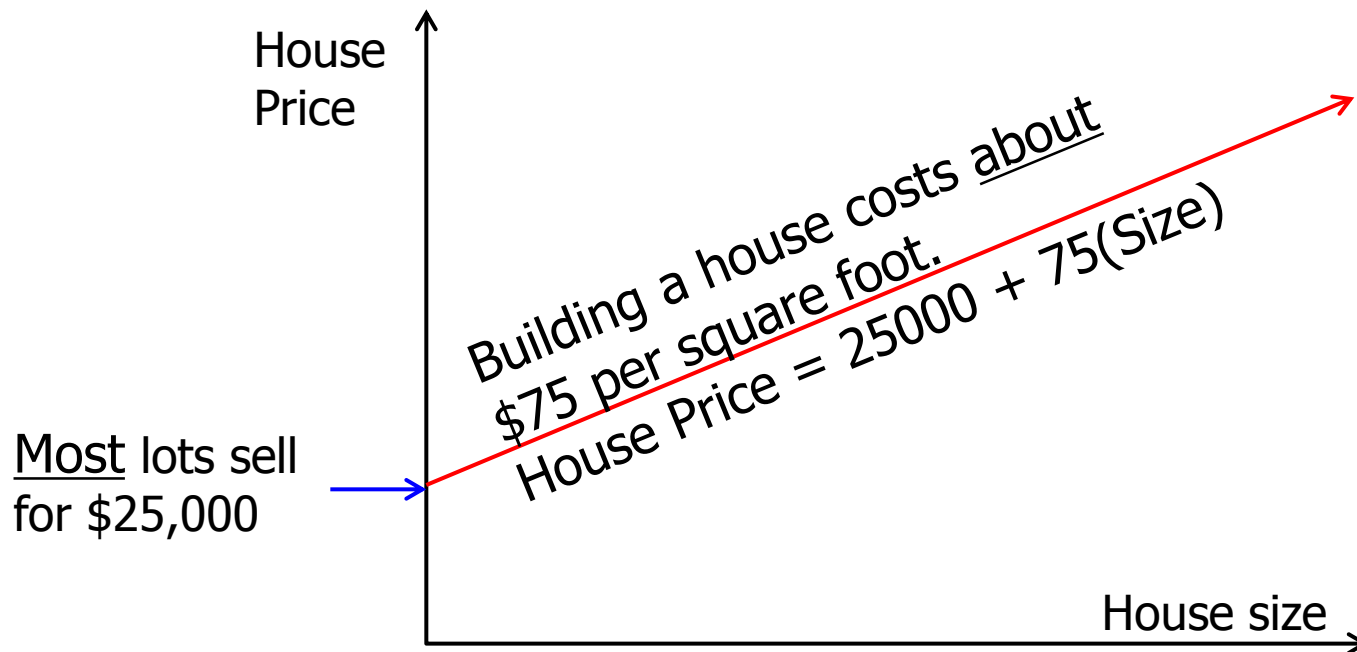 House
Price
Building a house costs about
$75 per square foot.
House Price = 25000 + 75(Size)
Most lots sell
for $25,000
House size